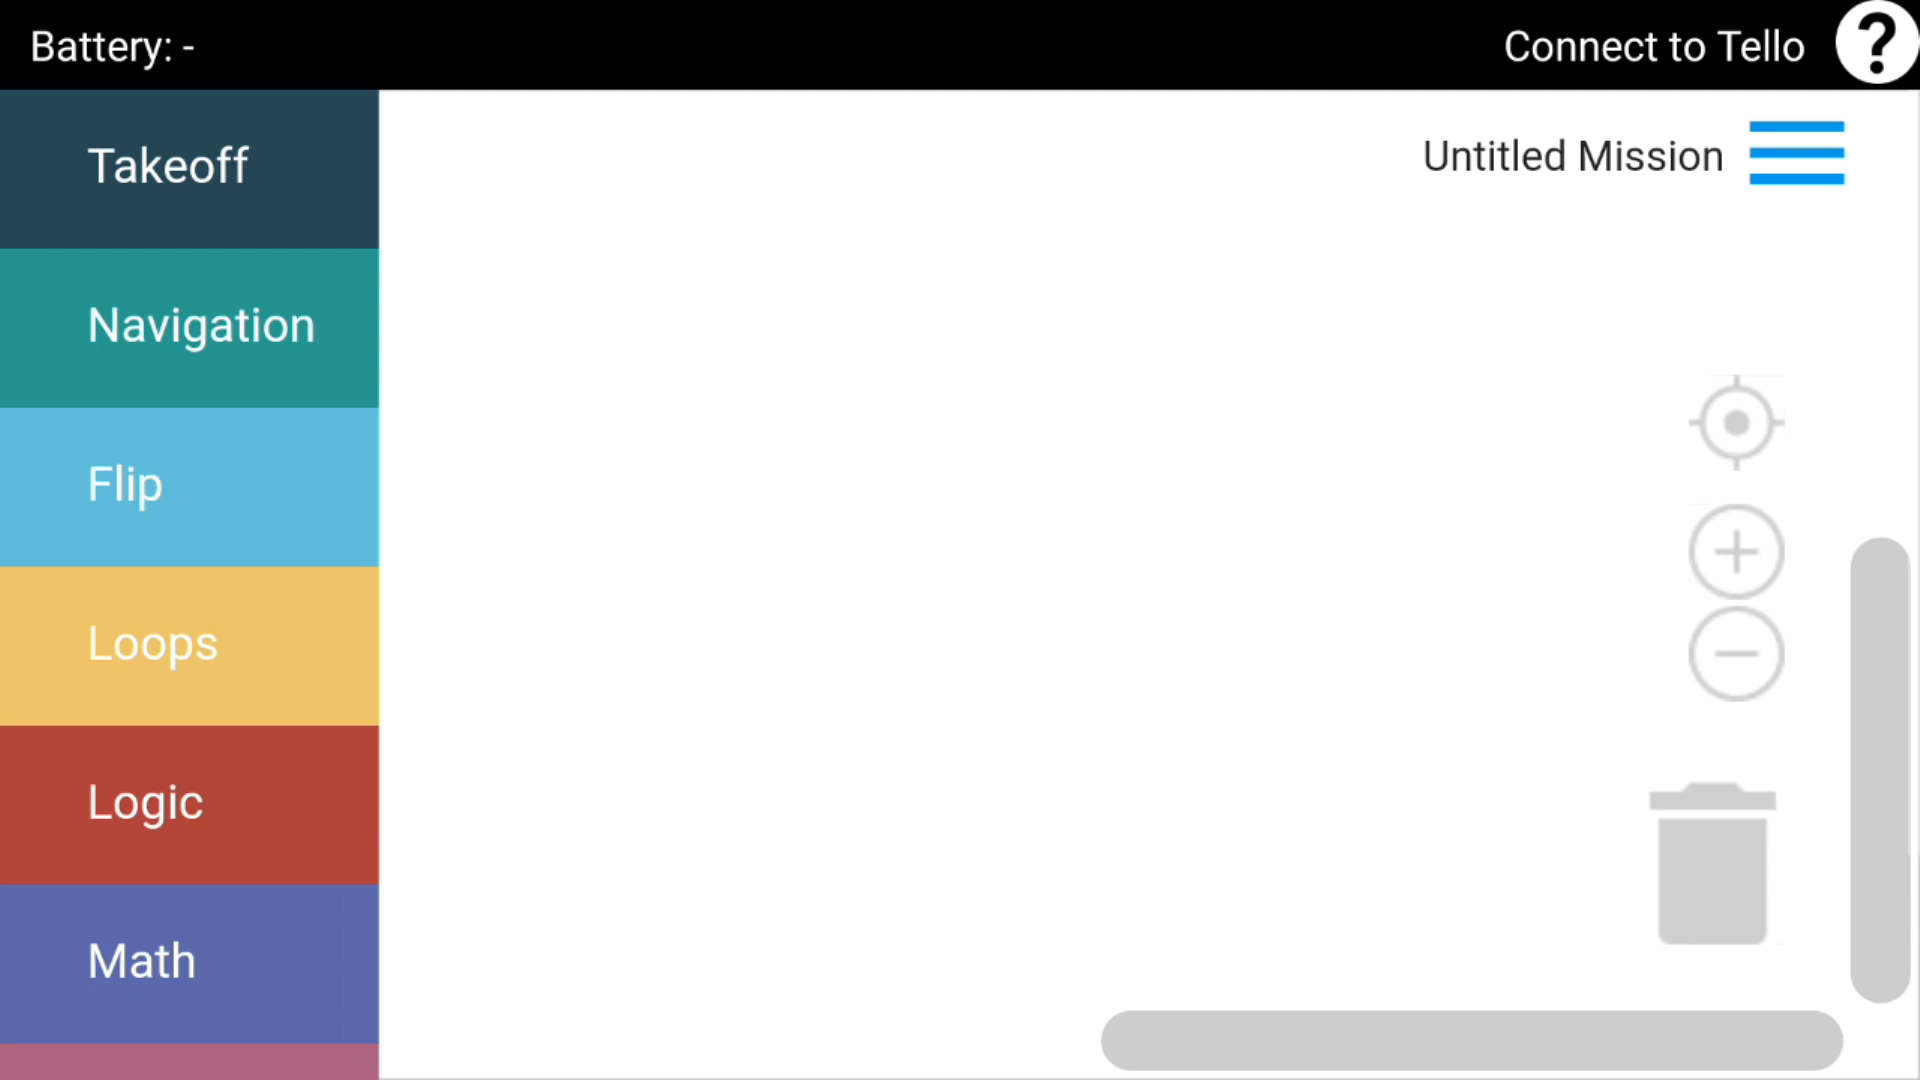 Battery: -
Connect to Tello
?
Untitled Mission
Takeoff
Navigation
Flip
Loops
Logic
Math